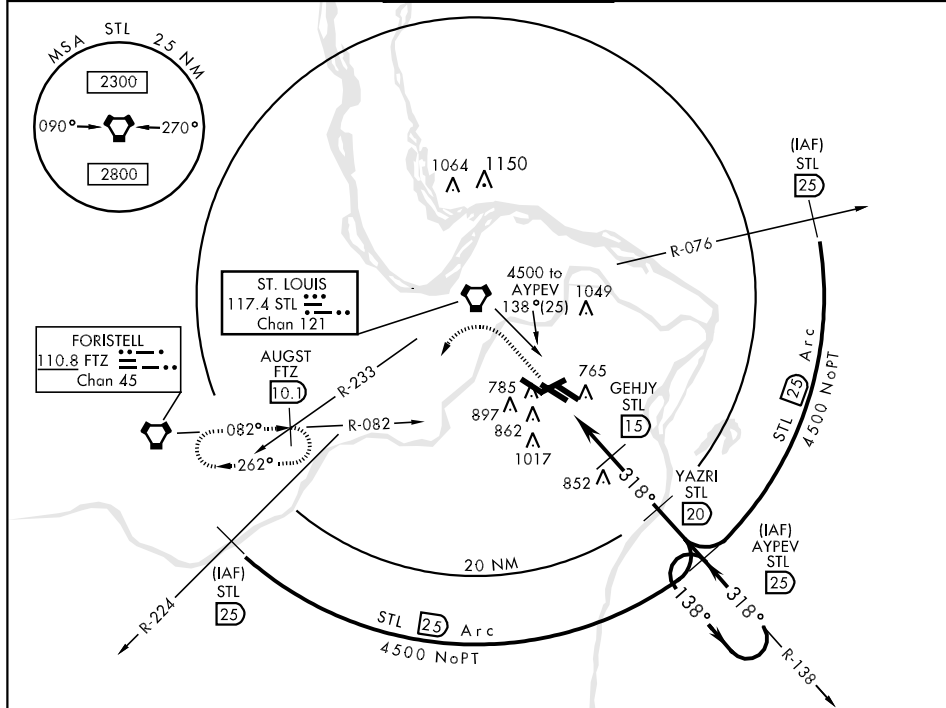 MSA STL 25 NM
2300
090°
270°
2800
1064
1150
(IAF)
STL
25
R-076
ST. LOUIS
117.4 STL
Chan 121
4500 to
AYPEV
138°(25)
1049
FORISTELL
110.8 FTZ
Chan 45
AUGST
FTZ
10.1
R-233
R-082
082°
262°
785
765
897
862
1017
852
GEHJY
STL
15
318°
YAZRI
STL
20
STL 25 Arc
4500 NoPT
20 NM
(IAF)
AYPEV
STL
25
(IAF)
STL
25
R-224
STL 25 Arc
4500 NoPT
138°
318°
R-138